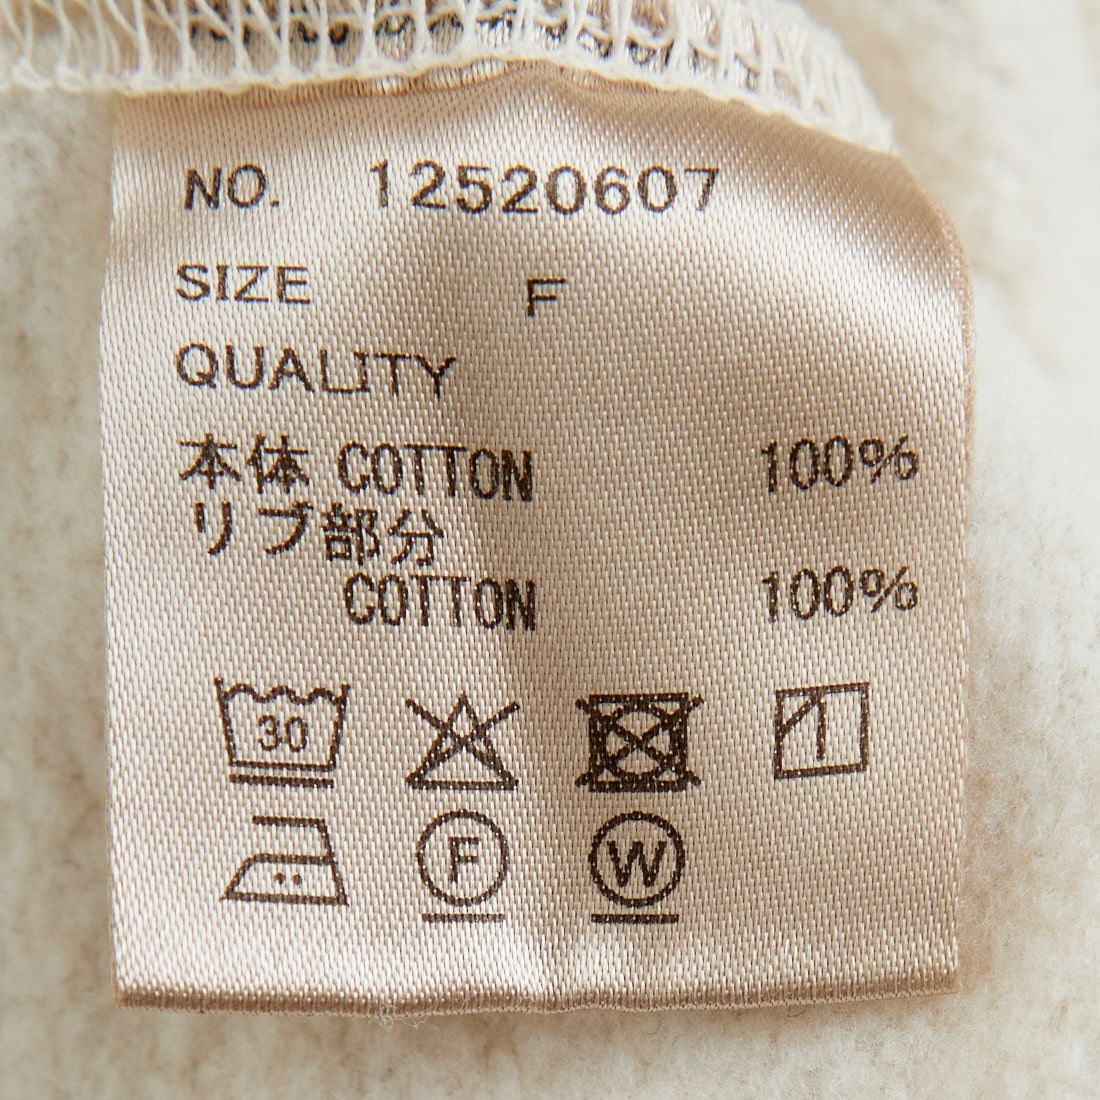 NO. 12520607
SIZE F
QUALITY
本体 COTTON 100%
リブ部分
COTTON 100%
30
F W